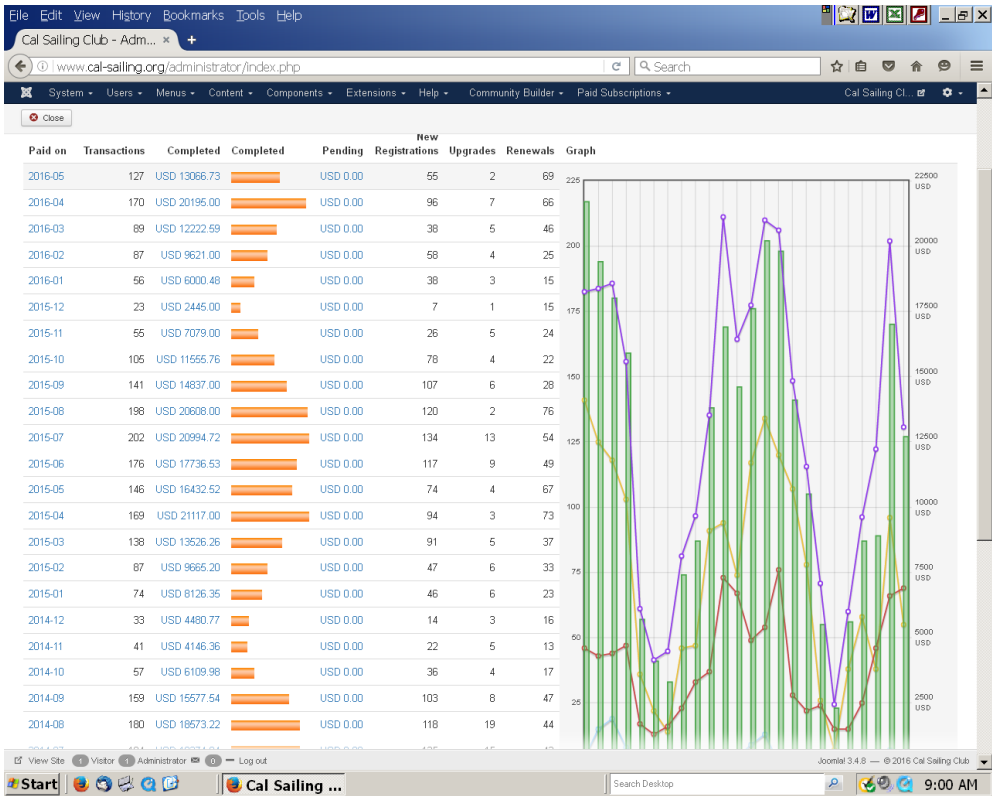 File Edit View History Bookmarks Tools Help
Cal Sailing Club - Adm... × +
www.cal-sailing.org/administrator/index.php Search
System Users Menus Content Components Extensions Help Community Builder Paid Subscriptions Cal Sailing Cl...
Close
Paid on Transactions Completed Completed Pending New Registrations Upgrades Renewals Graph
2016-05 127 USD 13066.73 USD 0.00 55 2 69
2016-04 170 USD 20195.00 USD 0.00 96 7 66
2016-03 89 USD 12222.59 USD 0.00 38 5 46
2016-02 87 USD 9621.00 USD 0.00 58 4 25
2016-01 56 USD 6000.48 USD 0.00 38 3 15
2015-12 23 USD 2445.00 USD 0.00 7 1 15
2015-11 55 USD 7079.00 USD 0.00 26 5 24
2015-10 105 USD 11555.76 USD 0.00 78 4 22
2015-09 141 USD 14837.00 USD 0.00 107 6 28
2015-08 198 USD 20608.00 USD 0.00 120 2 76
2015-07 202 USD 20994.72 USD 0.00 134 13 54
2015-06 176 USD 17736.53 USD 0.00 117 9 49
2015-05 146 USD 16432.52 USD 0.00 74 4 67
2015-04 169 USD 21117.00 USD 0.00 94 3 73
2015-03 138 USD 13526.26 USD 0.00 91 5 37
2015-02 87 USD 9665.20 USD 0.00 47 6 33
2015-01 74 USD 8126.35 USD 0.00 46 6 23
2014-12 33 USD 4480.77 USD 0.00 14 3 16
2014-11 41 USD 4146.36 USD 0.00 22 5 13
2014-10 57 USD 6109.98 USD 0.00 36 4 17
2014-09 159 USD 15577.54 USD 0.00 103 8 47
2014-08 180 USD 18573.22 USD 0.00 118 19 44
225
200
175
150
125
100
75
50
25
22500
USD
20000
USD
17500
USD
15000
USD
12500
USD
10000
USD
7500
USD
5000
USD
2500
USD
View Site 1 Visitor 1 Administrator 0 Log out Joomla! 3.4.8 — © 2016 Cal Sailing Club
Start Cal Sailing ... Search Desktop 9:00 AM